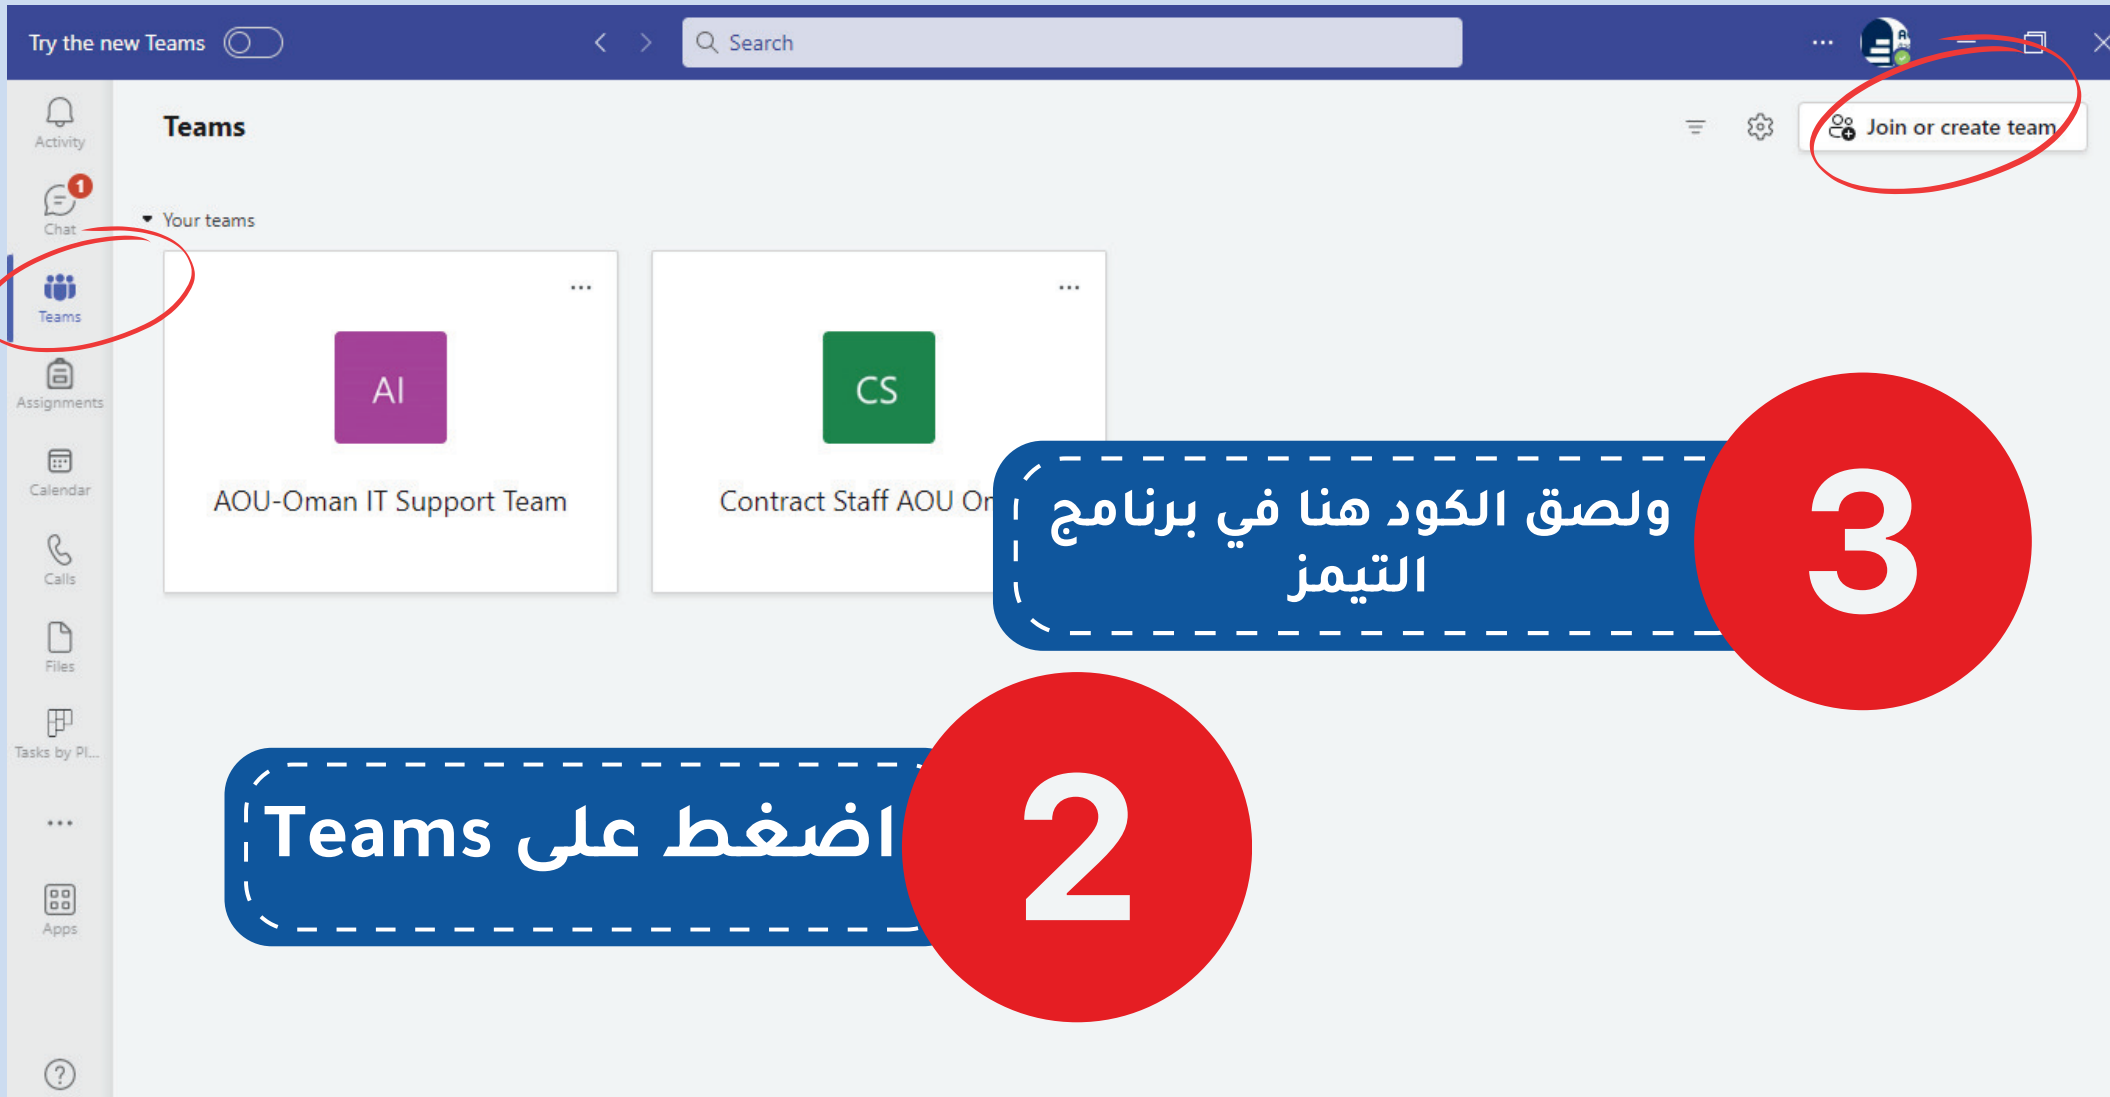 Try the new Teams
Search
Activity
Teams
Join or create team
1
Chat
Your teams
Teams
AI
CS
Assignments
AOU-Oman IT Support Team
Contract Staff AOU
Calendar
ولصق الكود هنا في برنامج
التيمز
3
Calls
Files
Tasks by Pl...
اضغط على Teams
2
Apps